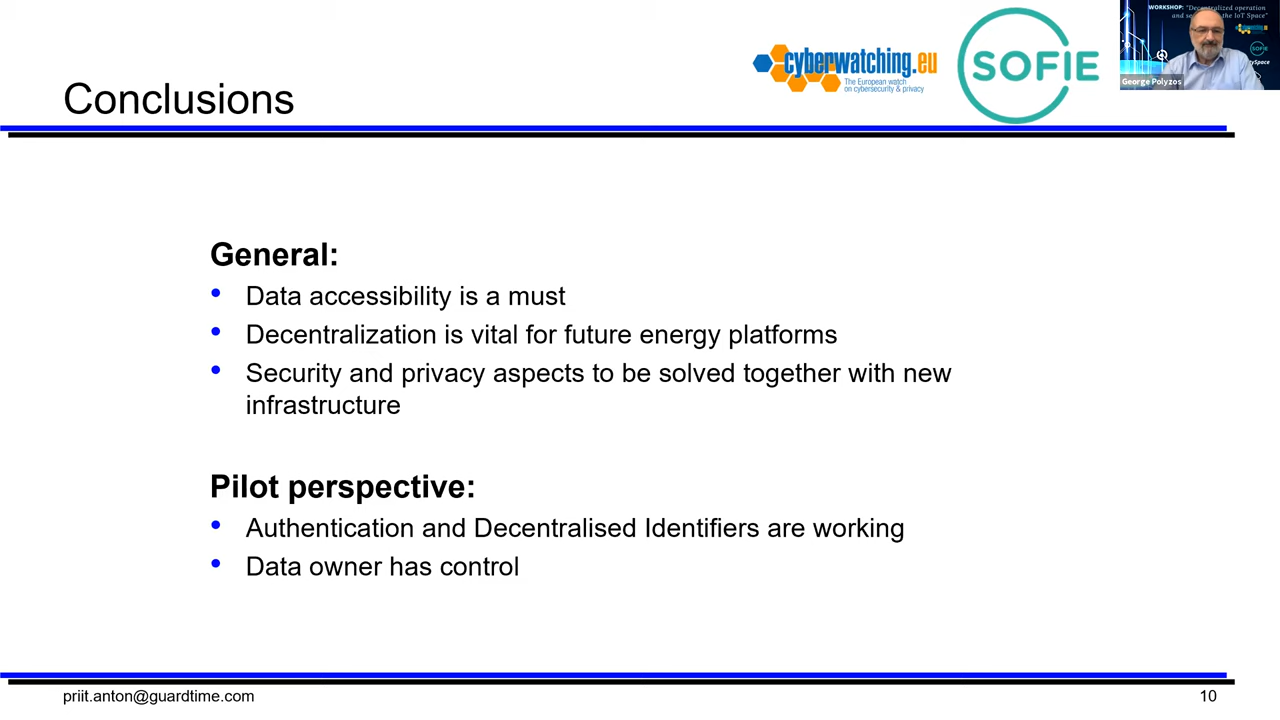 Conclusions
cyberwatching.eu
The European watch
on cybersecurity & privacy
SOFIE
WORKSHOP: "Decentralized operation
and
the IoT Space"
SOFIE
George Polyzos
General:
• Data accessibility is a must
• Decentralization is vital for future energy platforms
• Security and privacy aspects to be solved together with new
infrastructure
Pilot perspective:
• Authentication and Decentralised Identifiers are working
• Data owner has control
priit.anton@guardtime.com
10